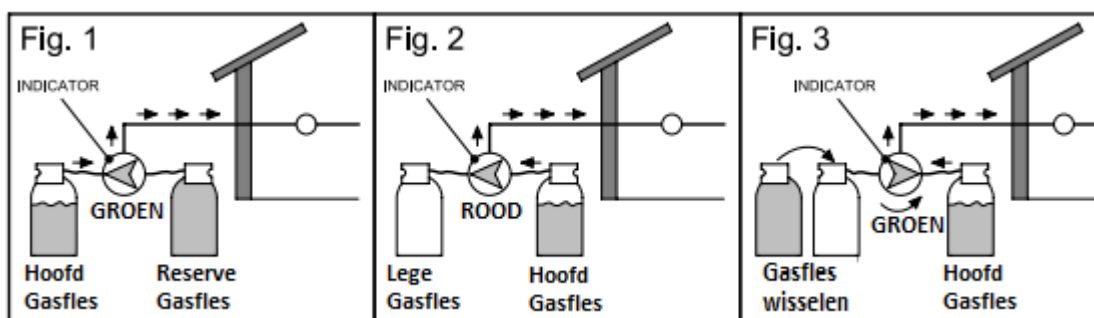 Fig. 1
INDICATOR
GROEN
Hoofd
Gasfles
Reserve
Gasfles
Fig. 2
INDICATOR
ROOD
Lege
Gasfles
Hoofd
Gasfles
Fig. 3
INDICATOR
GROEN
Gasfles
wisselen
Hoofd
Gasfles